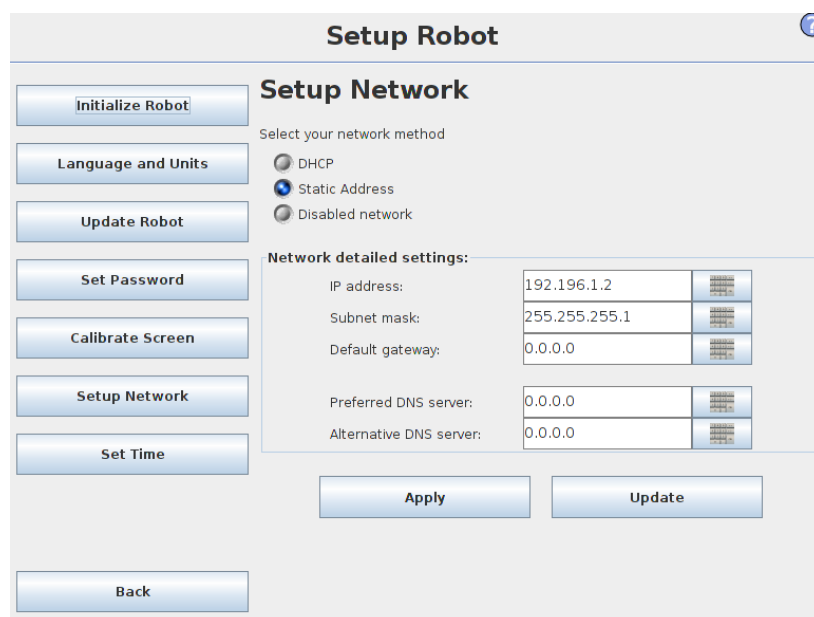 Setup Robot
?
Initialize Robot
Language and Units
Update Robot
Set Password
Calibrate Screen
Setup Network
Set Time
Back
Setup Network
Select your network method
DHCP
Static Address
Disabled network
Network detailed settings:
IP address: 192.196.1.2
Subnet mask: 255.255.255.1
Default gateway: 0.0.0.0
Preferred DNS server: 0.0.0.0
Alternative DNS server: 0.0.0.0
Apply Update